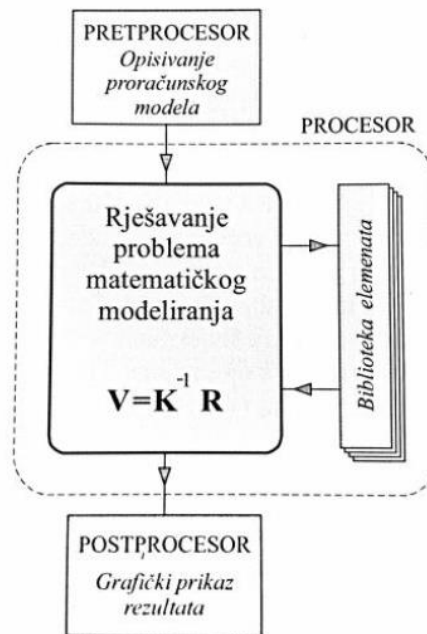 PRETPROCESOR
Opisivanje
proračunskog
modela
PROCESOR
Rješavanje
problema
matematičkog
modeliranja
V=K⁻¹ R
Biblioteka elemenata
POSTPROCESOR
Grafički prikaz
rezultata